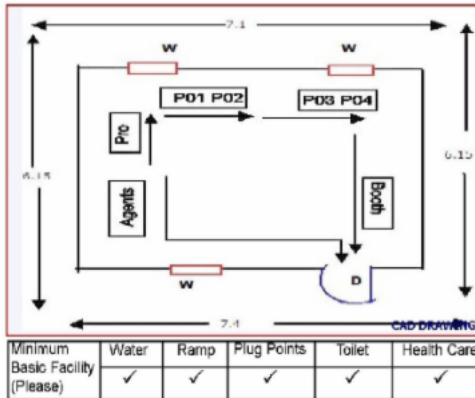 7.1
W W
P01 P02 P03 P04
6.15 6.15
Pro
Agents Booth
W D
7.4 CAD DRAWING
Minimum Basic Facility (Please) Water Ramp Plug Points Toilet Health Care
✓ ✓ ✓ ✓ ✓